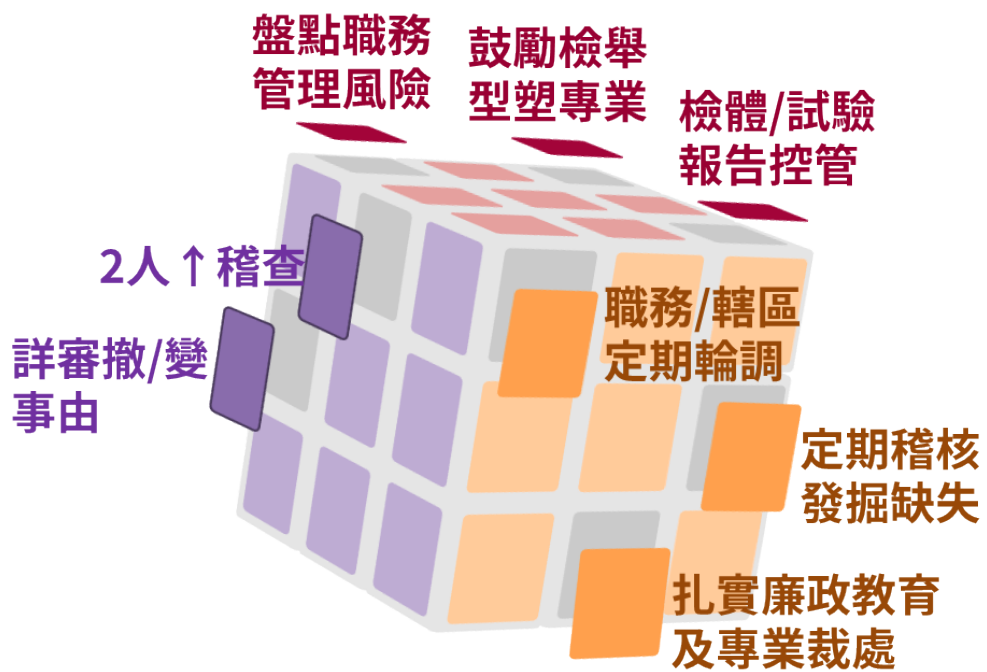 盤點職務
管理風險
鼓勵檢舉
型塑專業
檢體/試驗
報告控管
2人↑稽查
詳審撤/變
事由
職務/轄區
定期輪調
定期稽核
發掘缺失
扎實廉政教育
及專業裁處